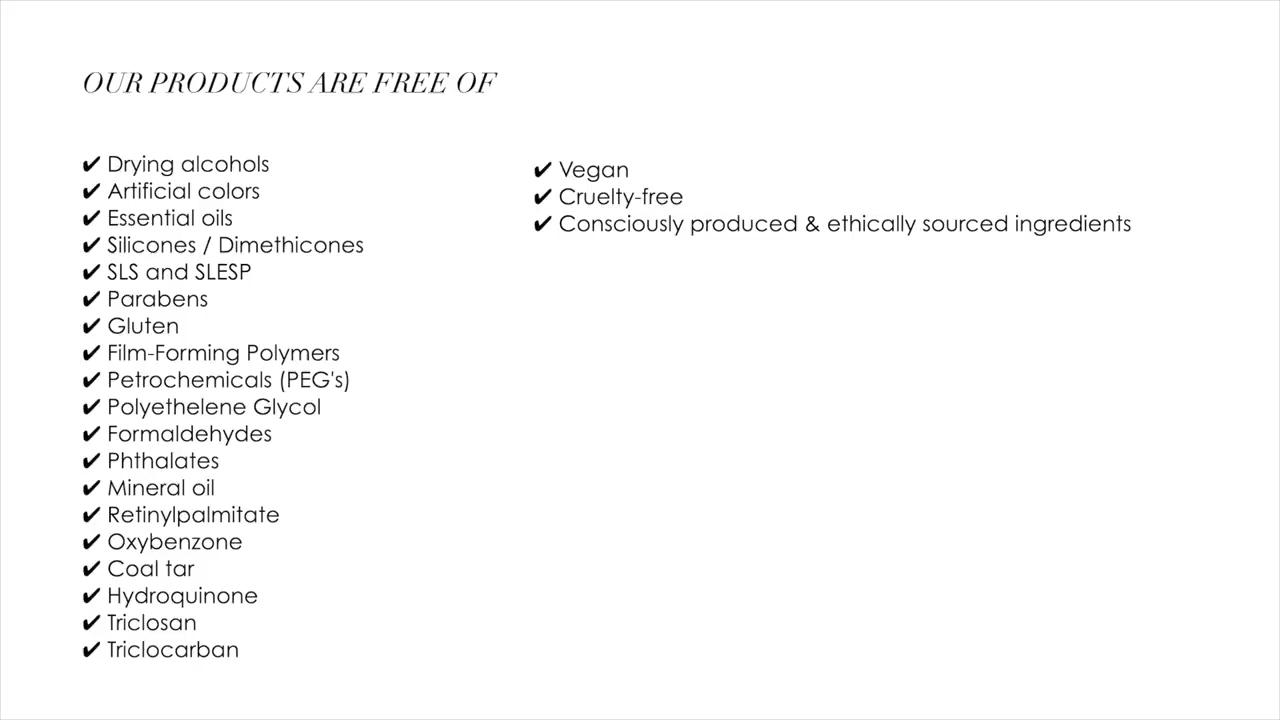 OUR PRODUCTS ARE FREE OF
✔ Drying alcohols
✔ Artificial colors
✔ Essential oils
✔ Silicones / Dimethicones
✔ SLS and SLESP
✔ Parabens
✔ Gluten
✔ Film-Forming Polymers
✔ Petrochemicals (PEG's)
✔ Polyethelene Glycol
✔ Formaldehydes
✔ Phthalates
✔ Mineral oil
✔ Retinylpalmitate
✔ Oxybenzone
✔ Coal tar
✔ Hydroquinone
✔ Triclosan
✔ Triclocarban
✔ Vegan
✔ Cruelty-free
✔ Consciously produced & ethically sourced ingredients